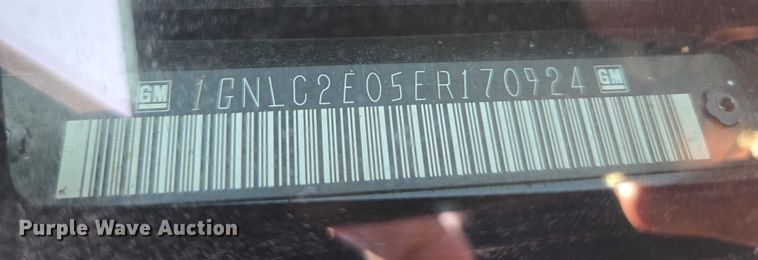 GM 1GNLC2E05ER170924 GM
Purple Wave Auction®